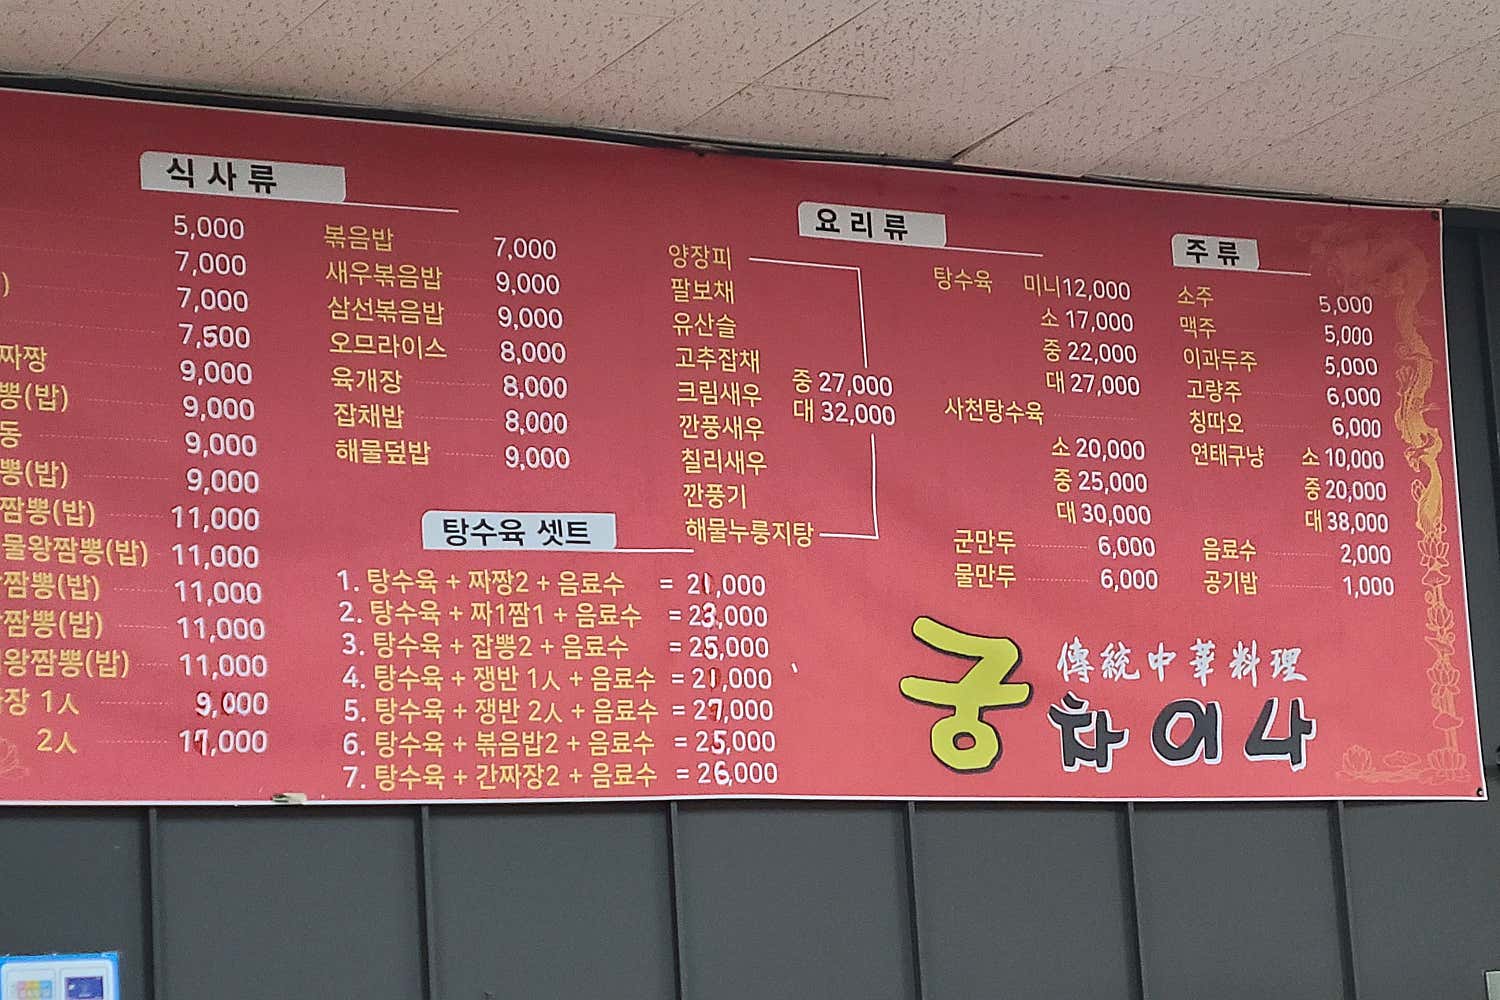 식사류
5,000
7,000
) 7,000
7,500
짜장 9,000
뽕(밥) 9,000
동 9,000
뽕(밥) 9,000
짬뽕(밥) 11,000
물왕짬뽕(밥) 11,000
짬뽕(밥) 11,000
짬뽕(밥) 11,000
왕짬뽕(밥) 11,000
장 1人 9,000
2人 17,000
볶음밥 7,000
새우볶음밥 9,000
삼선볶음밥 9,000
오므라이스 8,000
육개장 8,000
잡채밥 8,000
해물덮밥 9,000
탕수육 셋트
1. 탕수육 + 짜장2 + 음료수 = 21,000
2. 탕수육 + 짜1짬1 + 음료수 = 23,000
3. 탕수육 + 잡뽕2 + 음료수 = 25,000
4. 탕수육 + 쟁반 1人 + 음료수 = 21,000
5. 탕수육 + 쟁반 2人 + 음료수 = 27,000
6. 탕수육 + 볶음밥2 + 음료수 = 25,000
7. 탕수육 + 간짜장2 + 음료수 = 26,000
요리류
양장피
팔보채
유산슬
고추잡채
크림새우
깐풍새우
칠리새우
깐풍기
해물누룽지탕
중 27,000
대 32,000
탕수육 미니12,000
소 17,000
중 22,000
대 27,000
사천탕수육
소 20,000
중 25,000
대 30,000
군만두 6,000
물만두 6,000
주류
소주 5,000
맥주 5,000
이과두주 5,000
고량주 6,000
칭따오 6,000
연태구냥 소 10,000
중 20,000
대 38,000
음료수 2,000
공기밥 1,000
傳統中華料理
궁 차이나